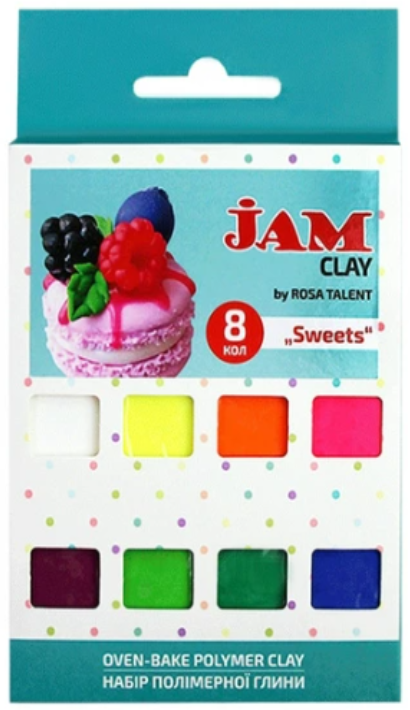 JAM
CLAY
by ROSA TALENT
8
КОЛ
„Sweets“
OVEN-BAKE POLYMER CLAY
НАБІР ПОЛІМЕРНОЇ ГЛИНИ